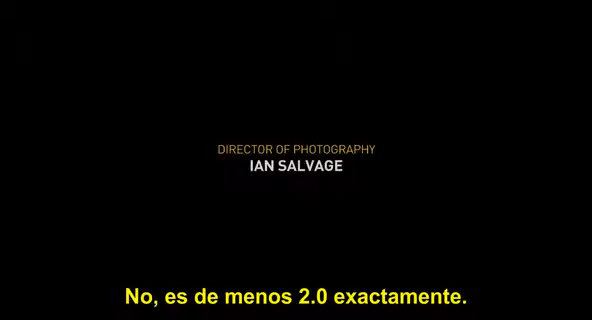 DIRECTOR OF PHOTOGRAPHY
IAN SALVAGE
No, es de menos 2.0 exactamente.